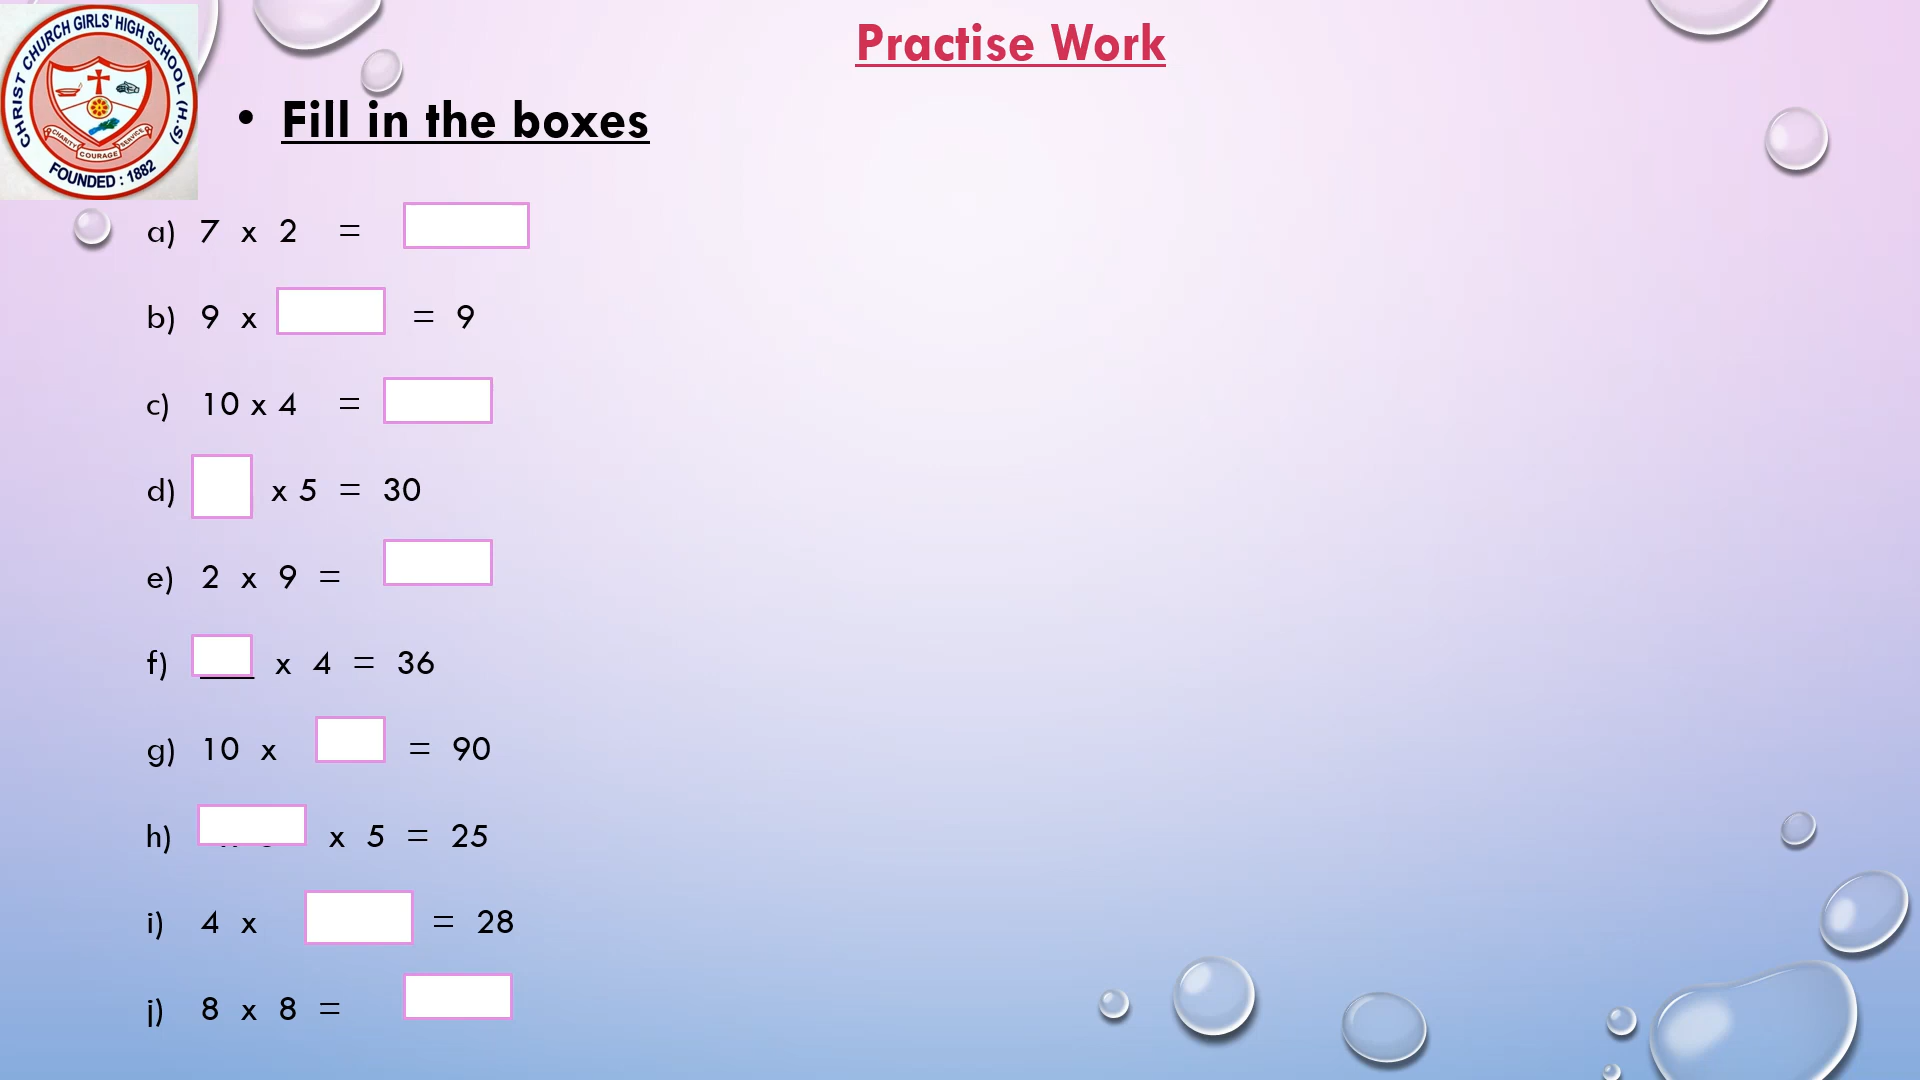 Practise Work
CHRIST CHURCH GIRLS' HIGH SCHOOL (H.S)
CHARITY COURAGE SERVICE
FOUNDED : 1882
• Fill in the boxes
a) 7 x 2 =
b) 9 x = 9
c) 10 x 4 =
d) x 5 = 30
e) 2 x 9 =
f) x 4 = 36
g) 10 x = 90
h) x 5 = 25
i) 4 x = 28
j) 8 x 8 =